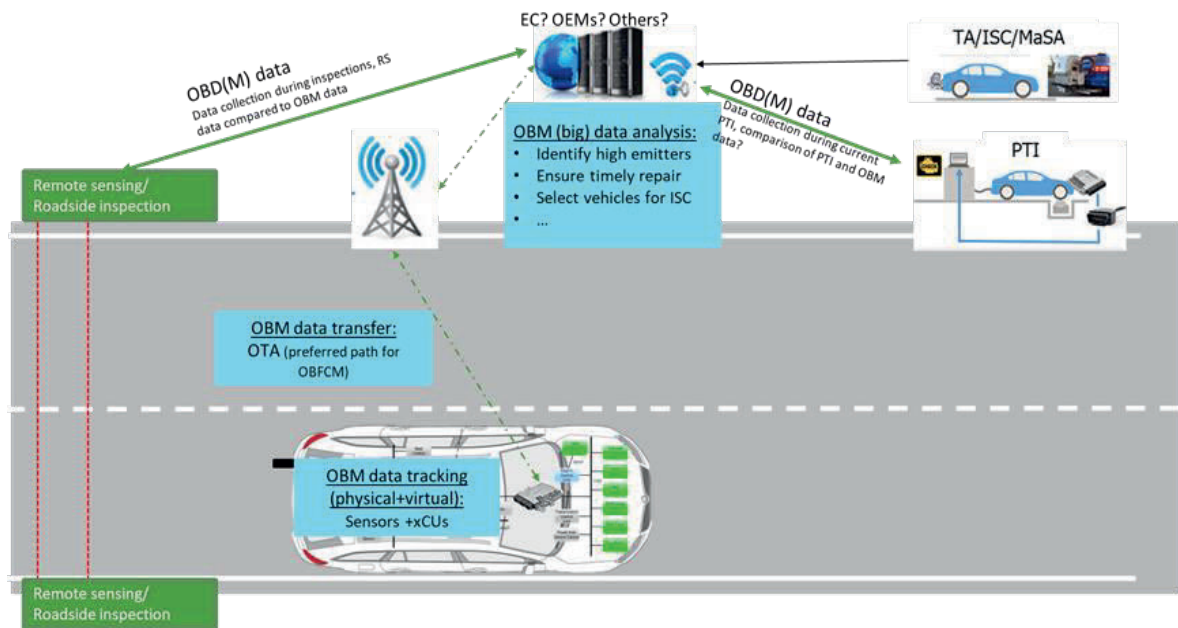 EC? OEMs? Others?
TA/ISC/MaSA
OBD(M) data
Data collection during inspections, RS
data compared to OBM data
OBD(M) data
Data collection during current
PTI, comparison of PTI and OBM
data?
OBM (big) data analysis:
• Identify high emitters
• Ensure timely repair
• Select vehicles for ISC
• ...
PTI
Remote sensing/
Roadside inspection
OBM data transfer:
OTA (preferred path for
OBFCM)
OBM data tracking
(physical+virtual):
Sensors +xCUs
Remote sensing/
Roadside inspection